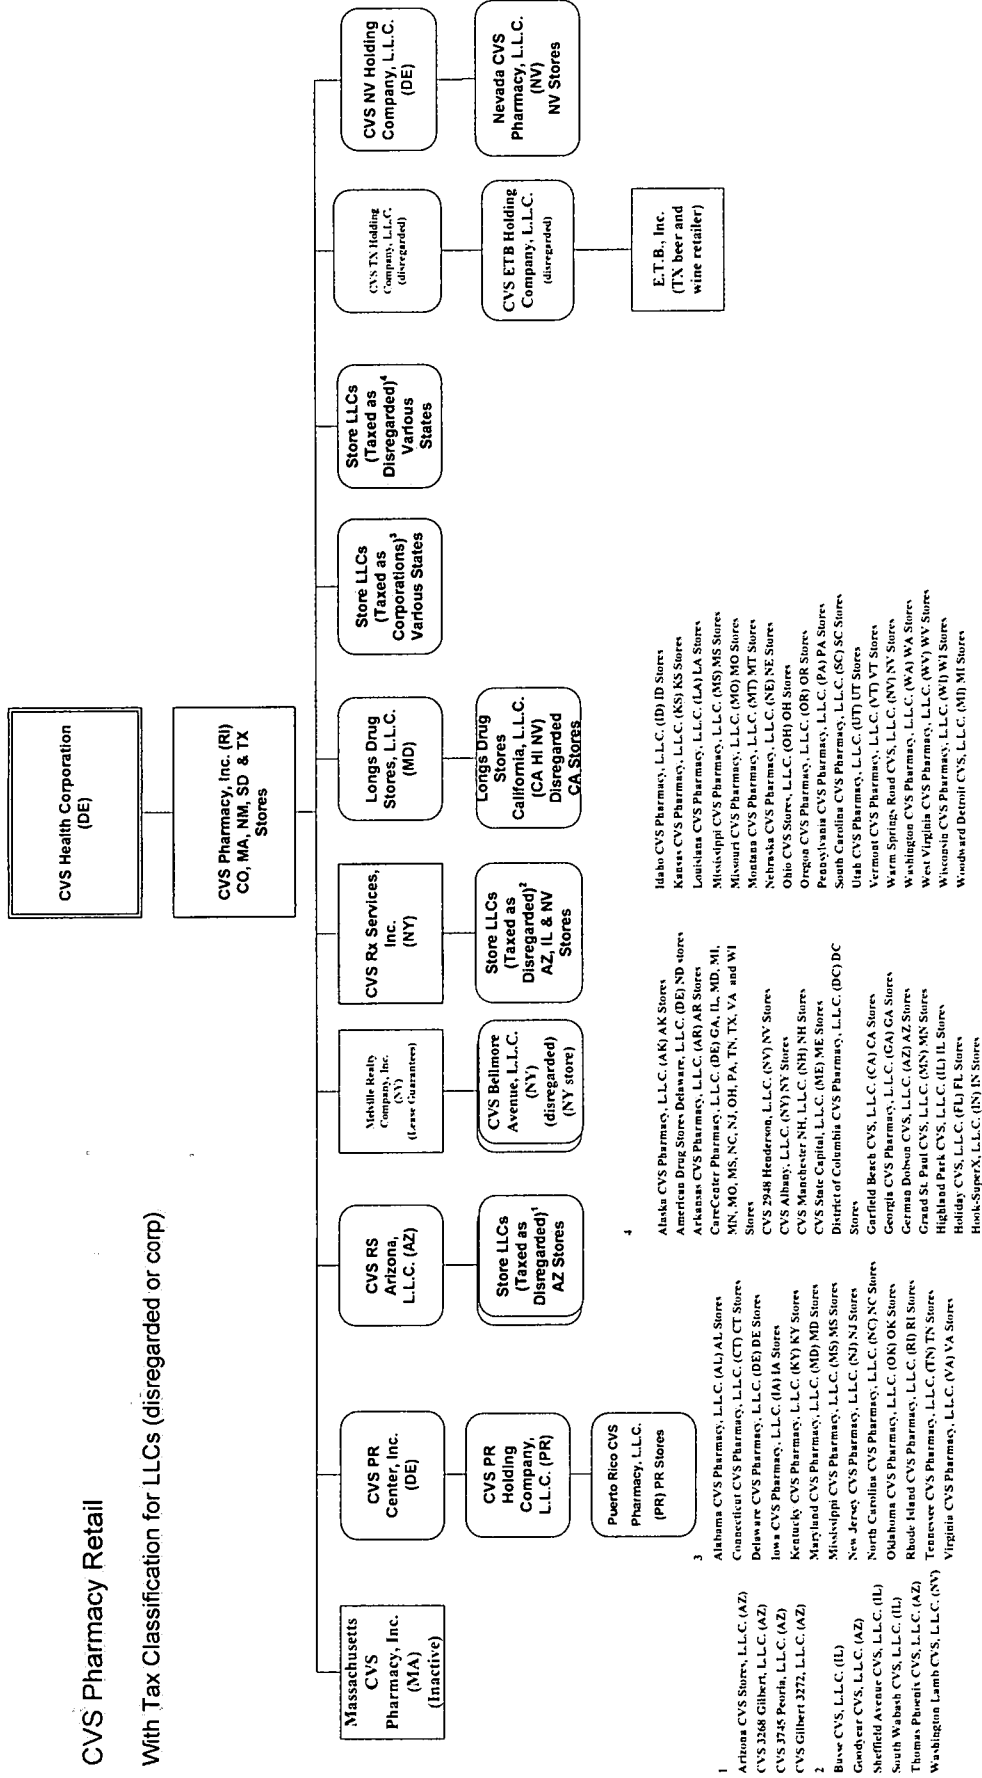 CVS Pharmacy Retail
With Tax Classification for LLCs (disregarded or corp)
CVS Health Corporation
(DE)
CVS Pharmacy, Inc. (RI)
CO, MA, NM, SD & TX
Stores
Massachusetts
CVS
Pharmacy, Inc.
(MA)
(Inactive)
CVS PR
Center, Inc.
(DE)
CVS PR
Holding
Company,
L.L.C. (PR)
Puerto Rico CVS
Pharmacy, L.L.C.
(PR) PR Stores
CVS RS
Arizona,
L.L.C. (AZ)
Store LLCs
(Taxed as
Disregarded)¹
AZ Stores
Melville Realty
Company, Inc.
(NY)
(Lease Guarantees)
CVS Bellmore
Avenue, L.L.C.
(NY)
(disregarded)
(NY store)
CVS Rx Services,
Inc.
(NY)
Store LLCs
(Taxed as
Disregarded)²
AZ, IL & NV
Stores
Longs Drug
Stores, L.L.C.
(MD)
Longs Drug
Stores
California, L.L.C.
(CA HI NV)
Disregarded
CA Stores
Store LLCs
(Taxed as
Corporations)³
Various States
Store LLCs
(Taxed as
Disregarded)⁴
Various
States
CVS TX Holding
Company, L.L.C.
(disregarded)
CVS ETB Holding
Company, L.L.C.
(disregarded)
E.T.B., Inc.
(TX beer and
wine retailer)
CVS NV Holding
Company, L.L.C.
(DE)
Nevada CVS
Pharmacy, L.L.C.
(NV)
NV Stores
1
Arizona CVS Stores, L.L.C. (AZ)
CVS 3268 Gilbert, L.L.C. (AZ)
CVS 3745 Peoria, L.L.C. (AZ)
CVS Gilbert 3272, L.L.C. (AZ)
2
Busse CVS, L.L.C. (IL)
Goodyear CVS, L.L.C. (AZ)
Sheffield Avenue CVS, L.L.C. (IL)
South Wabash CVS, L.L.C. (IL)
Thomas Phoenix CVS, L.L.C. (AZ)
Washington Lamb CVS, L.L.C. (NV)
3
Alabama CVS Pharmacy, L.L.C. (AL) AL Stores
Connecticut CVS Pharmacy, L.L.C. (CT) CT Stores
Delaware CVS Pharmacy, L.L.C. (DE) DE Stores
Iowa CVS Pharmacy, L.L.C. (IA) IA Stores
Kentucky CVS Pharmacy, L.L.C. (KY) KY Stores
Maryland CVS Pharmacy, L.L.C. (MD) MD Stores
Mississippi CVS Pharmacy, L.L.C. (MS) MS Stores
New Jersey CVS Pharmacy, L.L.C. (NJ) NJ Stores
North Carolina CVS Pharmacy, L.L.C. (NC) NC Stores
Oklahoma CVS Pharmacy, L.L.C. (OK) OK Stores
Rhode Island CVS Pharmacy, L.L.C. (RI) RI Stores
Tennessee CVS Pharmacy, L.L.C. (TN) TN Stores
Virginia CVS Pharmacy, L.L.C. (VA) VA Stores
4
Alaska CVS Pharmacy, L.L.C. (AK) AK Stores
American Drug Stores Delaware, L.L.C. (DE) ND stores
Arkansas CVS Pharmacy, L.L.C. (AR) AR Stores
CareCenter Pharmacy, L.L.C. (DE) GA, IL, MD, MI,
MN, MO, MS, NC, NJ, OH, PA, TN, TX, VA and WI
Stores
CVS 2948 Henderson, L.L.C. (NV) NV Stores
CVS Albany, L.L.C. (NY) NY Stores
CVS Manchester NH, L.L.C. (NH) NH Stores
CVS State Capital, L.L.C. (ME) ME Stores
District of Columbia CVS Pharmacy, L.L.C. (DC) DC
Stores
Garfield Beach CVS, L.L.C. (CA) CA Stores
Georgia CVS Pharmacy, L.L.C. (GA) GA Stores
German Dobson CVS, L.L.C. (AZ) AZ Stores
Grand St. Paul CVS, L.L.C. (MN) MN Stores
Highland Park CVS, L.L.C. (IL) IL Stores
Holiday CVS, L.L.C. (FL) FL Stores
Hook-SuperX, L.L.C. (IN) IN Stores
Idaho CVS Pharmacy, L.L.C. (ID) ID Stores
Kansas CVS Pharmacy, L.L.C. (KS) KS Stores
Louisiana CVS Pharmacy, L.L.C. (LA) LA Stores
Mississippi CVS Pharmacy, L.L.C. (MS) MS Stores
Missouri CVS Pharmacy, L.L.C. (MO) MO Stores
Montana CVS Pharmacy, L.L.C. (MT) MT Stores
Nebraska CVS Pharmacy, L.L.C. (NE) NE Stores
Ohio CVS Stores, L.L.C. (OH) OH Stores
Oregon CVS Pharmacy, L.L.C. (OR) OR Stores
Pennsylvania CVS Pharmacy, L.L.C. (PA) PA Stores
South Carolina CVS Pharmacy, L.L.C. (SC) SC Stores
Utah CVS Pharmacy, L.L.C. (UT) UT Stores
Vermont CVS Pharmacy, L.L.C. (VT) VT Stores
Warm Springs Road CVS, L.L.C. (NV) NV Stores
Washington CVS Pharmacy, L.L.C. (WA) WA Stores
West Virginia CVS Pharmacy, L.L.C. (WV) WV Stores
Wisconsin CVS Pharmacy, L.L.C. (WI) WI Stores
Woodward Detroit CVS, L.L.C. (MI) MI Stores